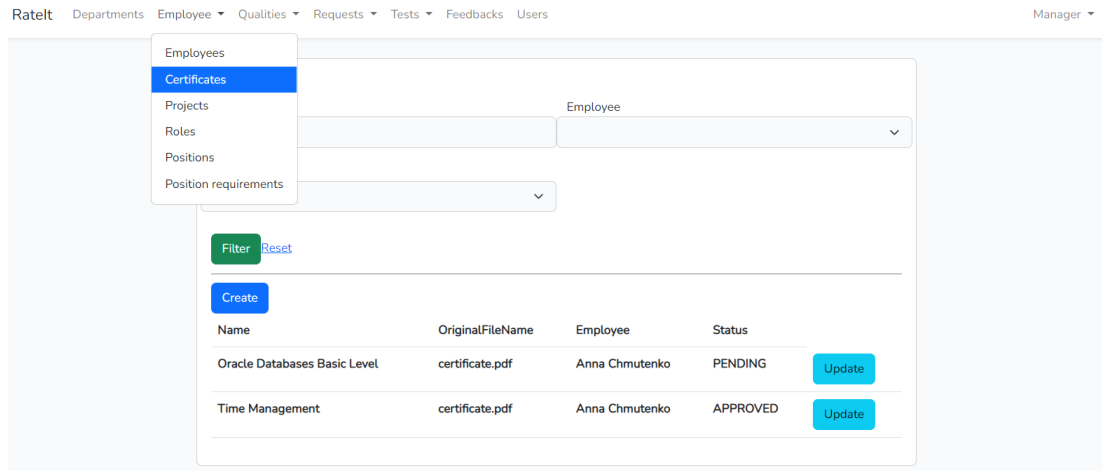 RateIt Departments Employee Qualities Requests Tests Feedbacks Users Manager
Employees
Certificates
Projects
Roles
Positions
Position requirements
Employee
Filter Reset
Create
Name OriginalFileName Employee Status
Oracle Databases Basic Level certificate.pdf Anna Chmutenko PENDING Update
Time Management certificate.pdf Anna Chmutenko APPROVED Update